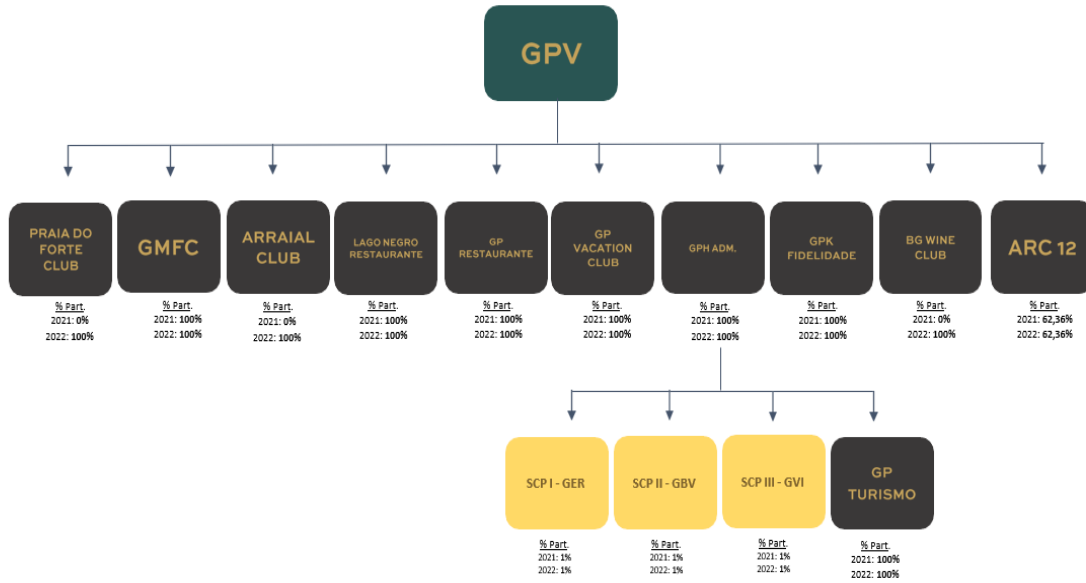 GPV
PRAIA DO
FORTE
CLUB
GMFC
ARRAIAL
CLUB
LAGO NEGRO
RESTAURANTE
GP
RESTAURANTE
GP
VACATION
CLUB
GPH ADM.
GPK
FIDELIDADE
BG WINE
CLUB
ARC 12
% Part.
2021: 0%
2022: 100%
% Part.
2021: 100%
2022: 100%
% Part.
2021: 0%
2022: 100%
% Part.
2021: 100%
2022: 100%
% Part.
2021: 100%
2022: 100%
% Part.
2021: 100%
2022: 100%
% Part.
2021: 100%
2022: 100%
% Part.
2021: 100%
2022: 100%
% Part.
2021: 0%
2022: 100%
% Part.
2021: 62,36%
2022: 62,36%
SCP I - GER
SCP II - GBV
SCP III - GVI
GP
TURISMO
% Part.
2021: 1%
2022: 1%
% Part.
2021: 1%
2022: 1%
% Part.
2021: 1%
2022: 1%
% Part.
2021: 100%
2022: 100%